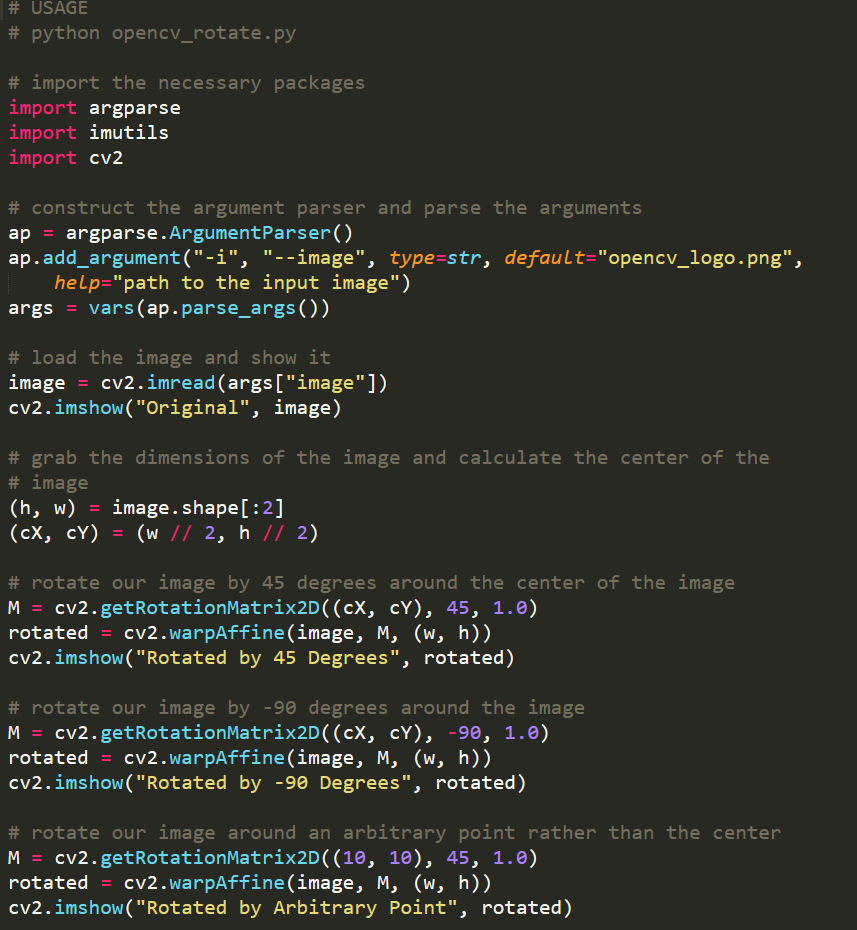 # USAGE
# python opencv_rotate.py
# import the necessary packages
import argparse
import imutils
import cv2
# construct the argument parser and parse the arguments
ap = argparse.ArgumentParser()
ap.add_argument("-i", "--image", type=str, default="opencv_logo.png",
    help="path to the input image")
args = vars(ap.parse_args())
# load the image and show it
image = cv2.imread(args["image"])
cv2.imshow("Original", image)
# grab the dimensions of the image and calculate the center of the
# image
(h, w) = image.shape[:2]
(cX, cY) = (w // 2, h // 2)
# rotate our image by 45 degrees around the center of the image
M = cv2.getRotationMatrix2D((cX, cY), 45, 1.0)
rotated = cv2.warpAffine(image, M, (w, h))
cv2.imshow("Rotated by 45 Degrees", rotated)
# rotate our image by -90 degrees around the image
M = cv2.getRotationMatrix2D((cX, cY), -90, 1.0)
rotated = cv2.warpAffine(image, M, (w, h))
cv2.imshow("Rotated by -90 Degrees", rotated)
# rotate our image around an arbitrary point rather than the center
M = cv2.getRotationMatrix2D((10, 10), 45, 1.0)
rotated = cv2.warpAffine(image, M, (w, h))
cv2.imshow("Rotated by Arbitrary Point", rotated)